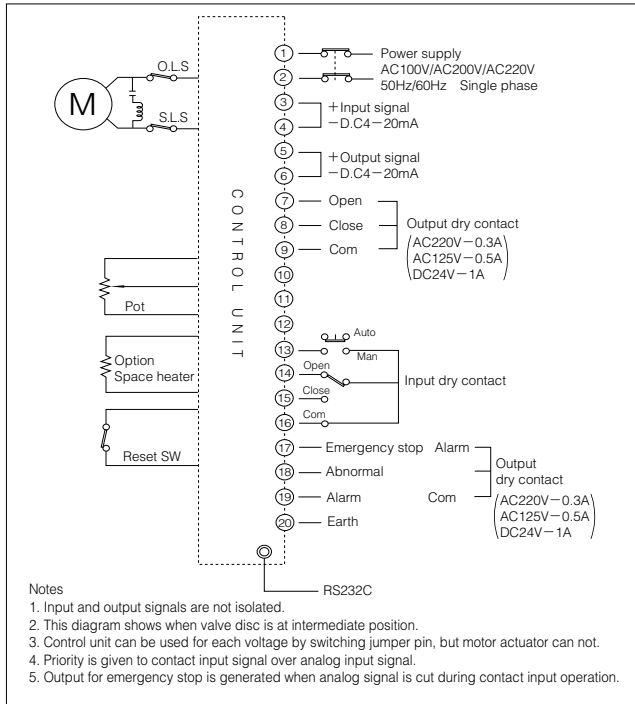 O.L.S
M
S.L.S
CONTROL UNIT
Pot
Option
Space heater
Reset SW
1
Power supply
AC100V/AC200V/AC220V
2
50Hz/60Hz Single phase
3
+Input signal
4
−D.C4−20mA
5
+Output signal
6
−D.C4−20mA
7 Open
8 Close
9 Com
Output dry contact
AC220V−0.3A
AC125V−0.5A
DC24V−1A
10
11
12
Auto
13
Man
14
Open
15
Close
16
Com
Input dry contact
17 Emergency stop Alarm
18 Abnormal
19 Alarm Com
20 Earth
Output
dry contact
AC220V−0.3A
AC125V−0.5A
DC24V−1A
RS232C
Notes
1. Input and output signals are not isolated.
2. This diagram shows when valve disc is at intermediate position.
3. Control unit can be used for each voltage by switching jumper pin, but motor actuator can not.
4. Priority is given to contact input signal over analog input signal.
5. Output for emergency stop is generated when analog signal is cut during contact input operation.